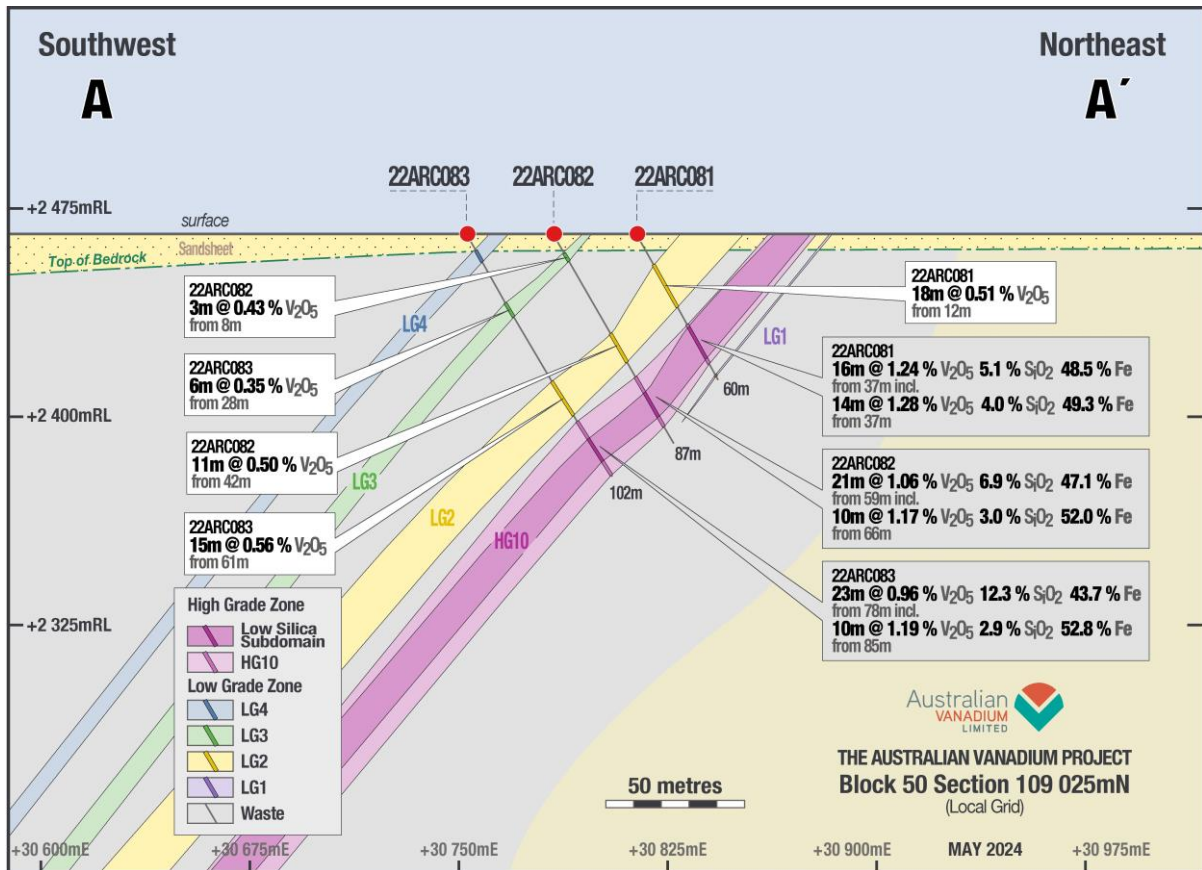 Southwest
A
Northeast
A′
22ARC083
22ARC082
22ARC081
+2 475mRL
surface
Sandsheet
Top of Bedrock
22ARC082
3m @ 0.43 % V₂O₅
from 8m
22ARC083
6m @ 0.35 % V₂O₅
from 28m
+2 400mRL
22ARC082
11m @ 0.50 % V₂O₅
from 42m
22ARC083
15m @ 0.56 % V₂O₅
from 61m
LG4
LG3
LG2
HG10
LG1
60m
87m
102m
22ARC081
18m @ 0.51 % V₂O₅
from 12m
22ARC081
16m @ 1.24 % V₂O₅ 5.1 % SiO₂ 48.5 % Fe
from 37m incl.
14m @ 1.28 % V₂O₅ 4.0 % SiO₂ 49.3 % Fe
from 37m
22ARC082
21m @ 1.06 % V₂O₅ 6.9 % SiO₂ 47.1 % Fe
from 59m incl.
10m @ 1.17 % V₂O₅ 3.0 % SiO₂ 52.0 % Fe
from 66m
22ARC083
23m @ 0.96 % V₂O₅ 12.3 % SiO₂ 43.7 % Fe
from 78m incl.
10m @ 1.19 % V₂O₅ 2.9 % SiO₂ 52.8 % Fe
from 85m
+2 325mRL
High Grade Zone
Low Silica
Subdomain
HG10
Low Grade Zone
LG4
LG3
LG2
LG1
Waste
50 metres
Australian
VANADIUM
LIMITED
THE AUSTRALIAN VANADIUM PROJECT
Block 50 Section 109 025mN
(Local Grid)
MAY 2024
+30 600mE
+30 675mE
+30 750mE
+30 825mE
+30 900mE
+30 975mE